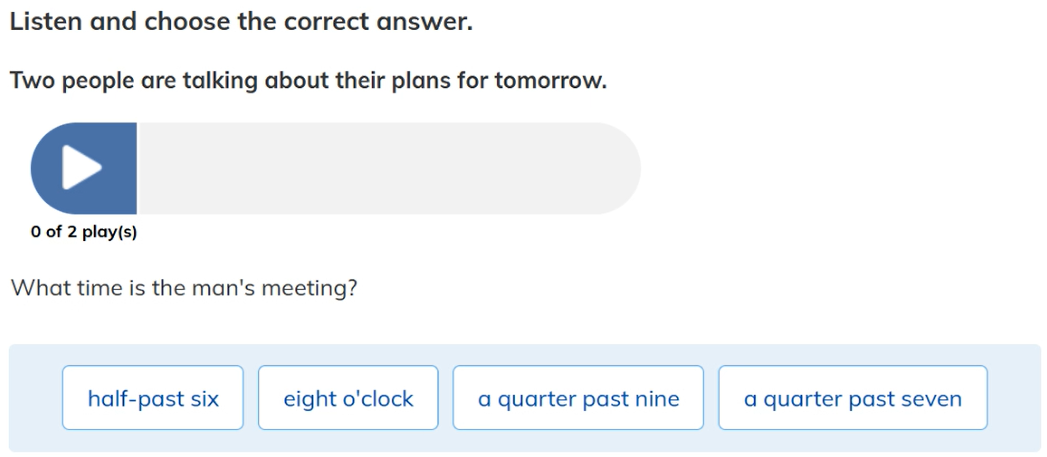 Listen and choose the correct answer.
Two people are talking about their plans for tomorrow.
0 of 2 play(s)
What time is the man's meeting?
half-past six
eight o'clock
a quarter past nine
a quarter past seven